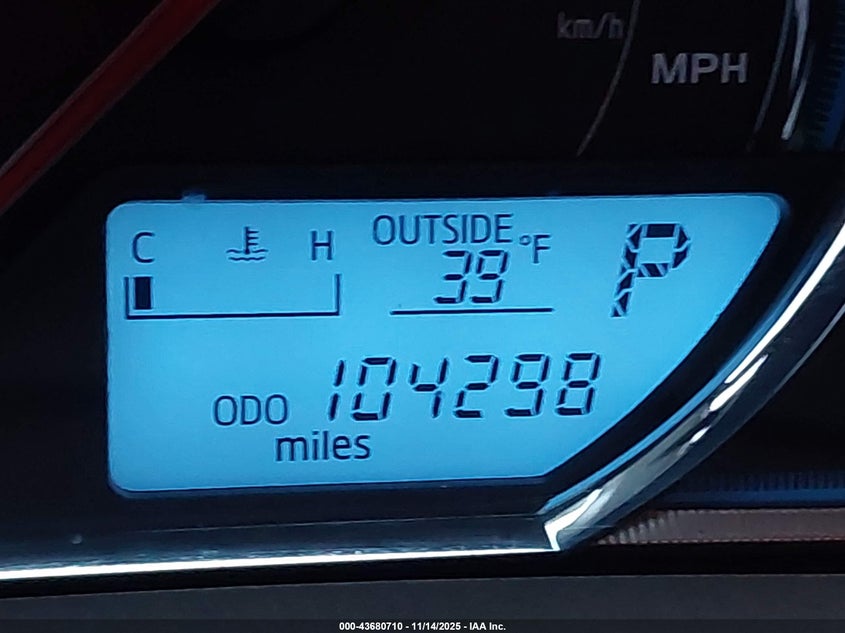 km/h
MPH
C H OUTSIDE 39 °F P
ODO 104298
miles
000-43680710 - 11/14/2025 - IAA Inc.